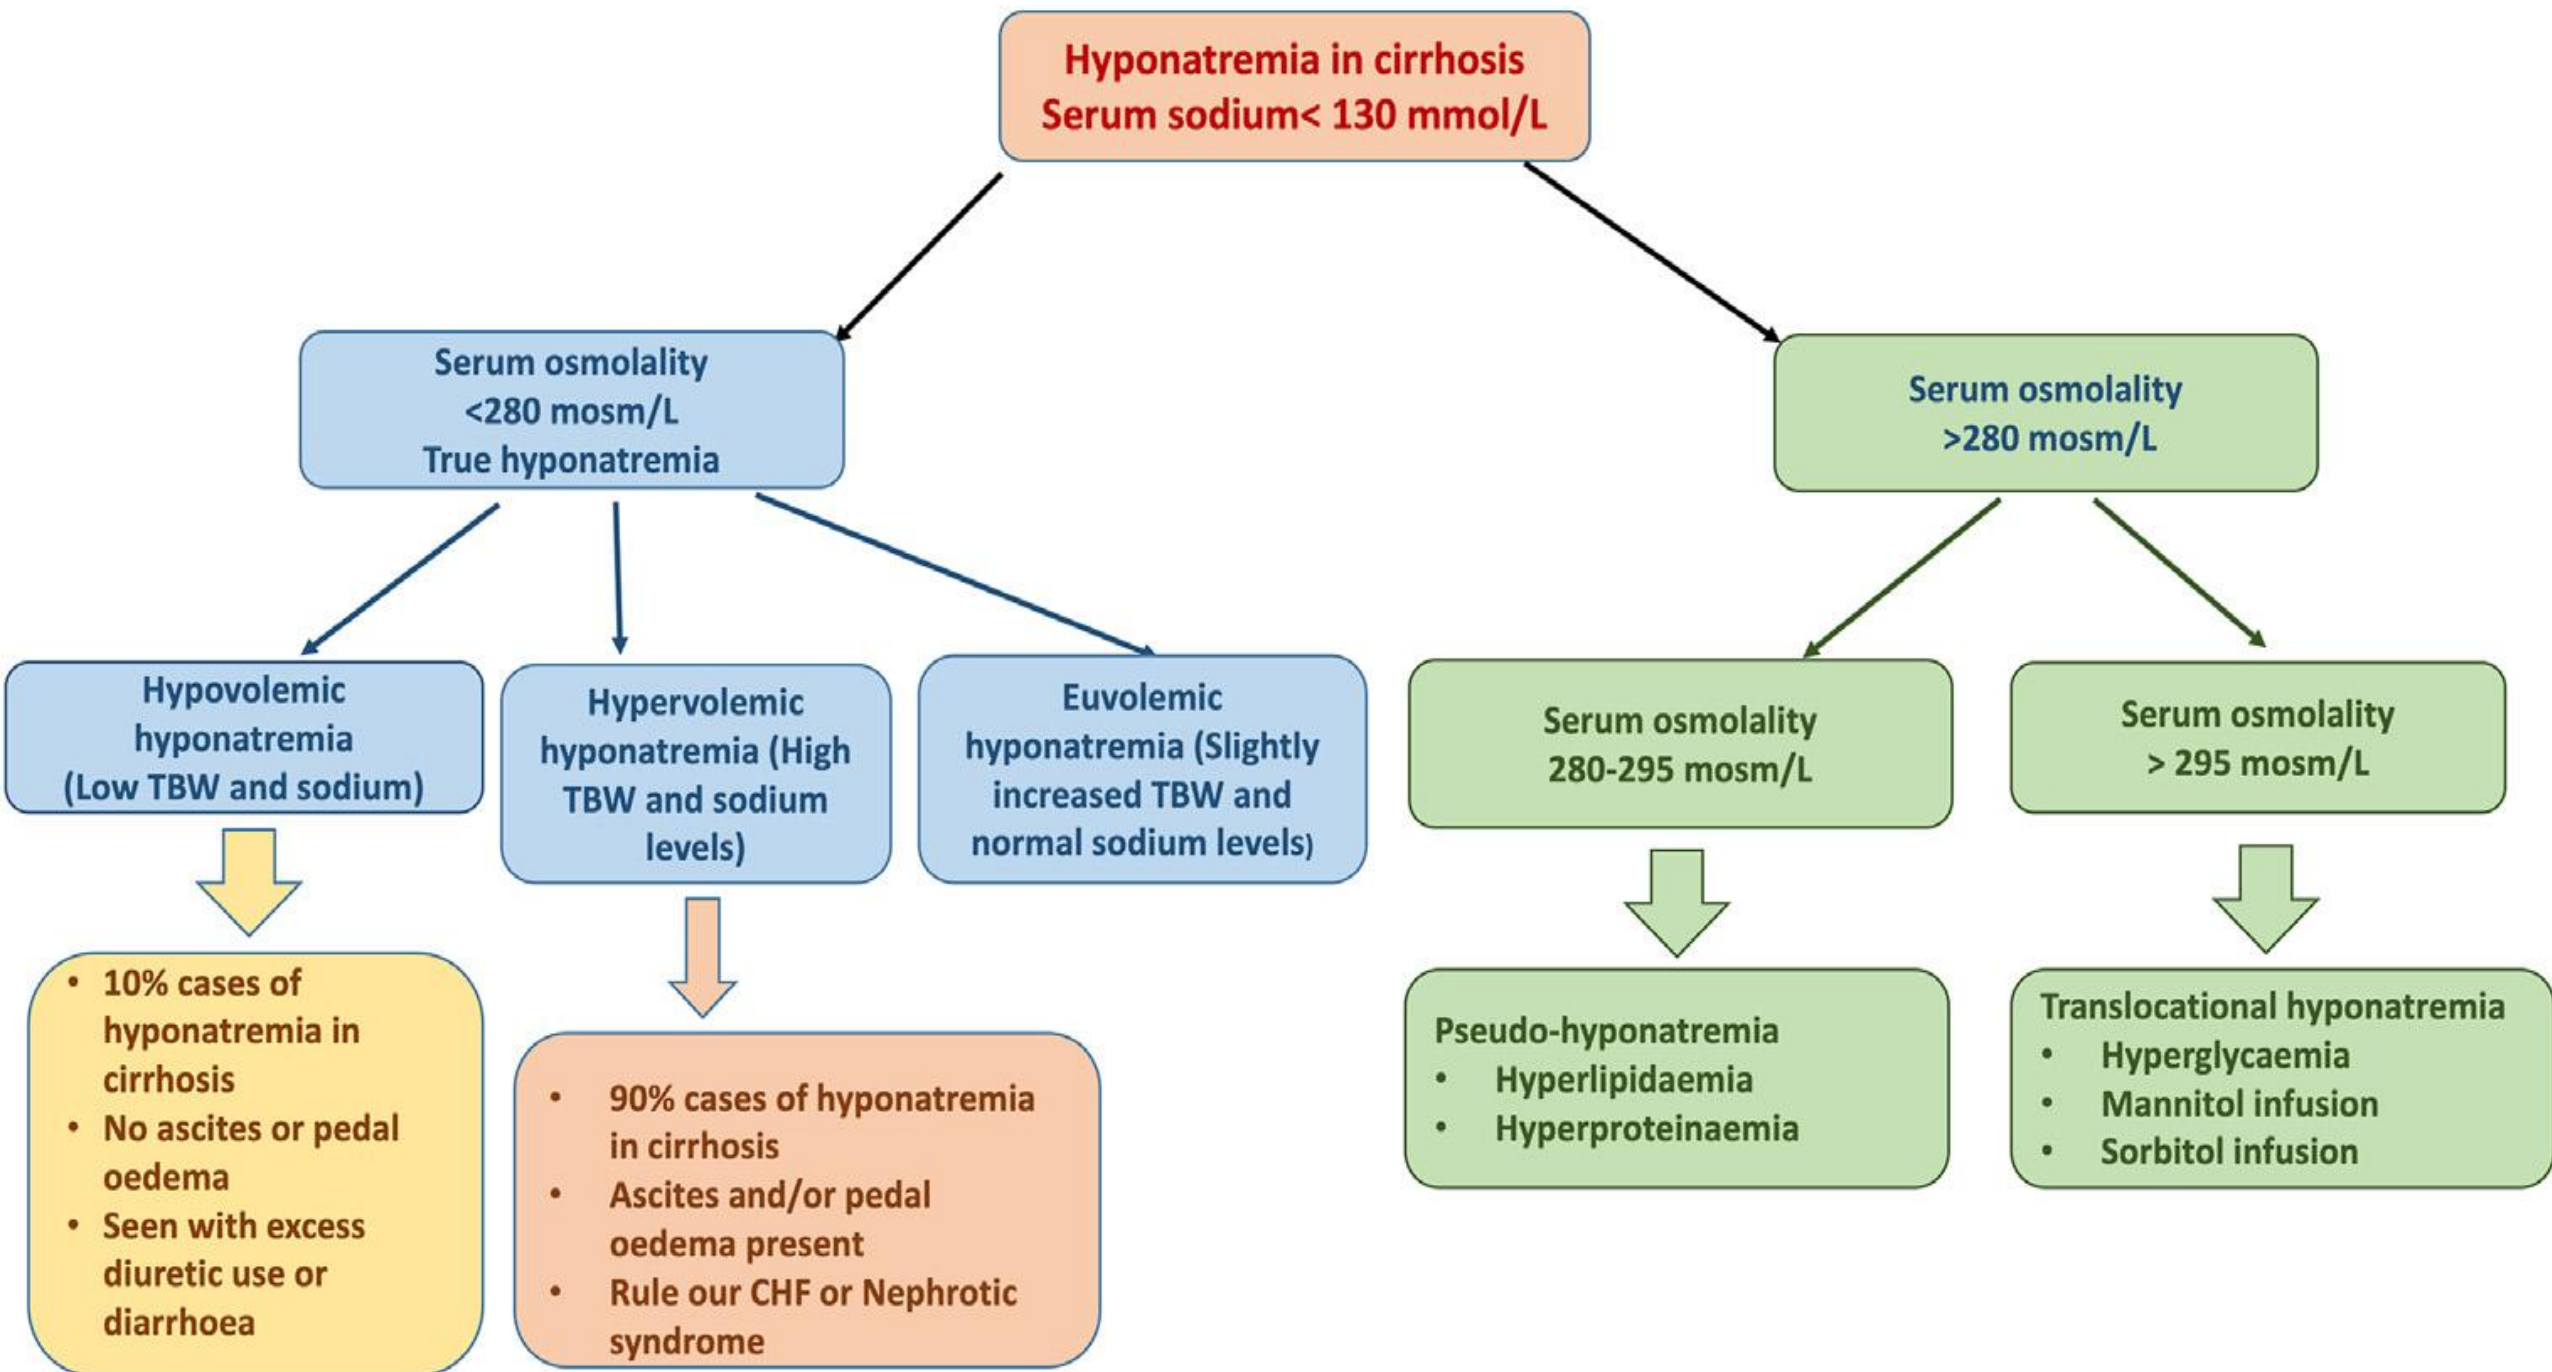 Hyponatremia in cirrhosis
Serum sodium< 130 mmol/L
Serum osmolality
<280 mosm/L
True hyponatremia
Serum osmolality
>280 mosm/L
Hypovolemic
hyponatremia
(Low TBW and sodium)
Hypervolemic
hyponatremia (High
TBW and sodium
levels)
Euvolemic
hyponatremia (Slightly
increased TBW and
normal sodium levels)
Serum osmolality
280-295 mosm/L
Serum osmolality
> 295 mosm/L
• 10% cases of
hyponatremia in
cirrhosis
• No ascites or pedal
oedema
• Seen with excess
diuretic use or
diarrhoea
• 90% cases of hyponatremia
in cirrhosis
• Ascites and/or pedal
oedema present
• Rule our CHF or Nephrotic
syndrome
Pseudo-hyponatremia
• Hyperlipidaemia
• Hyperproteinaemia
Translocational hyponatremia
• Hyperglycaemia
• Mannitol infusion
• Sorbitol infusion